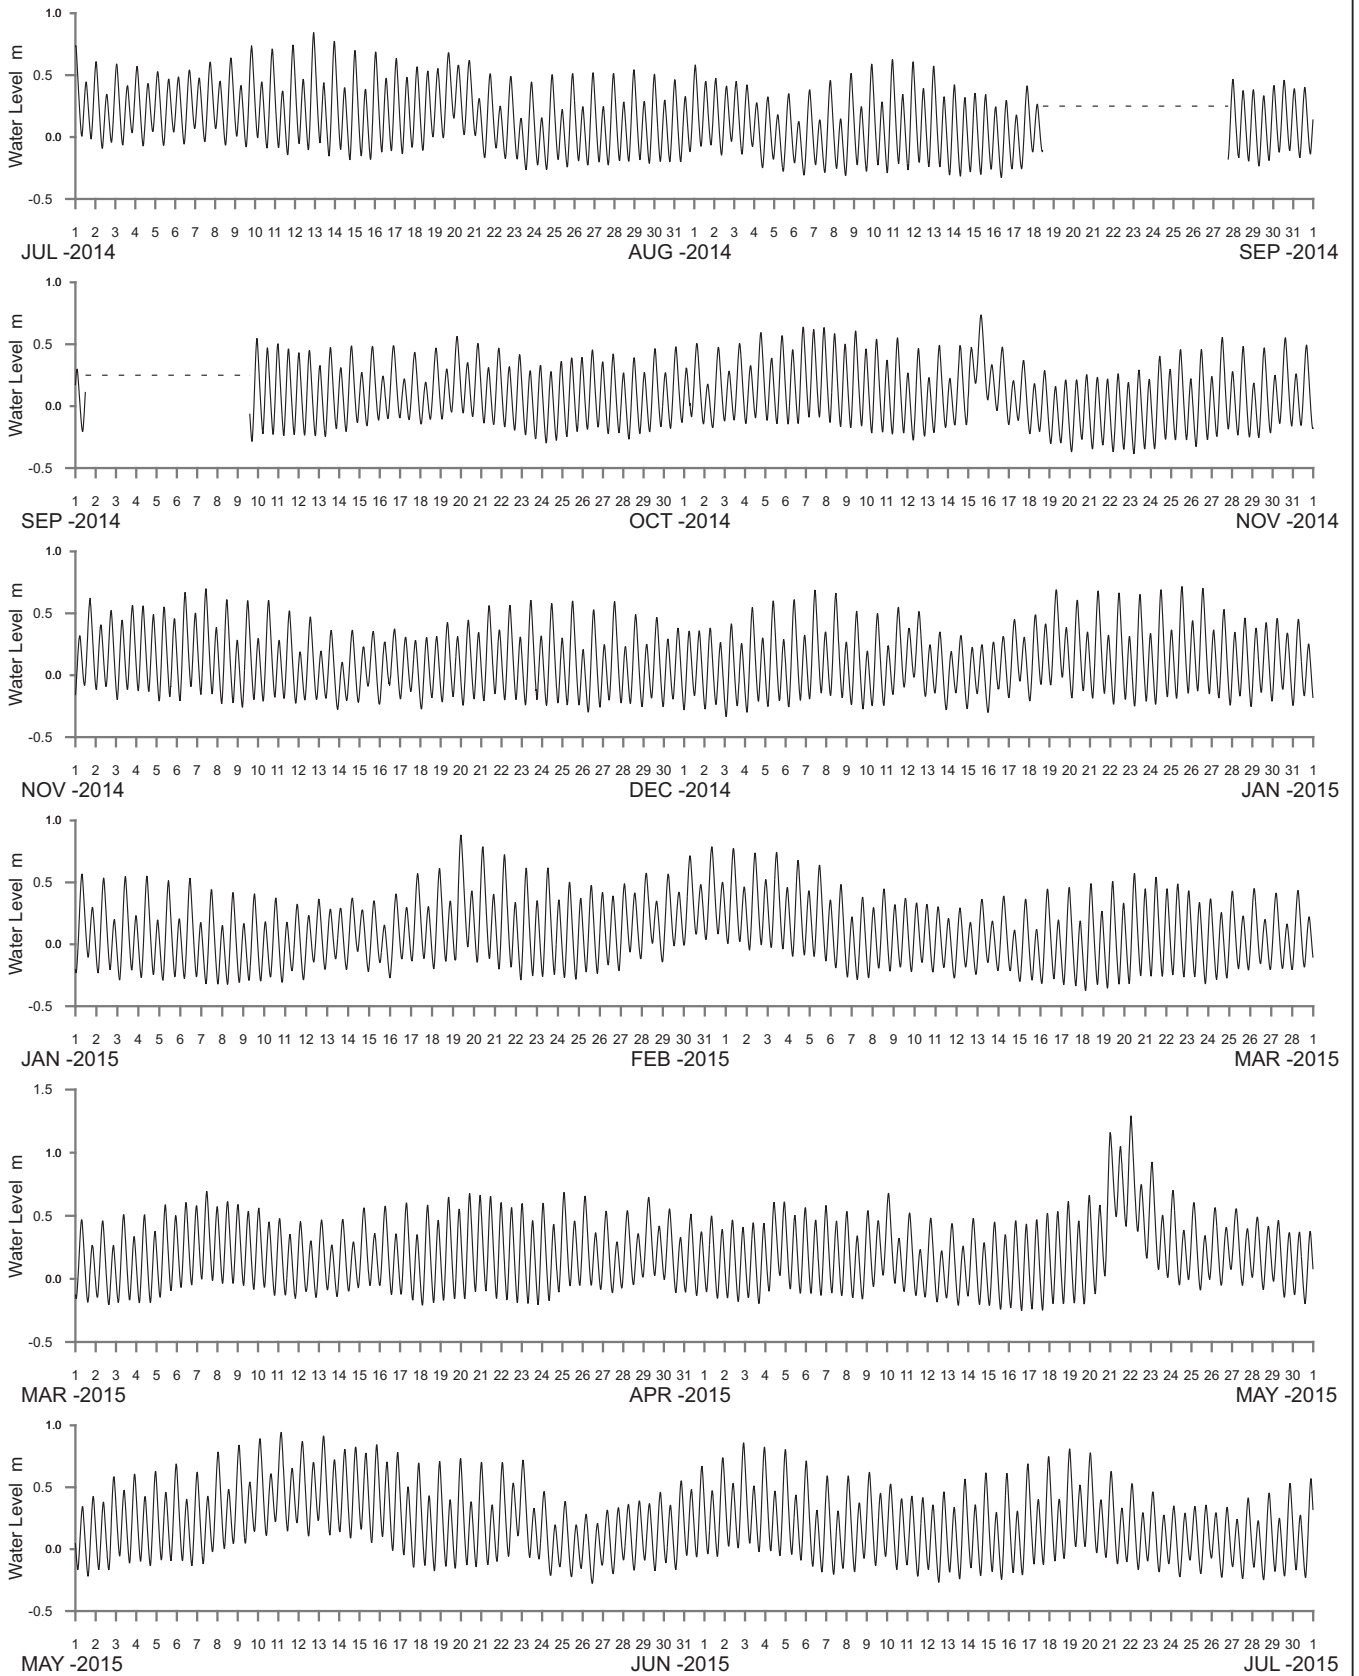 1.0
0.5
0.0
-0.5
Water Level m
1 2 3 4 5 6 7 8 9 10 11 12 13 14 15 16 17 18 19 20 21 22 23 24 25 26 27 28 29 30 31 1 2 3 4 5 6 7 8 9 10 11 12 13 14 15 16 17 18 19 20 21 22 23 24 25 26 27 28 29 30 31 1
JUL -2014 AUG -2014 SEP -2014
1.0
0.5
0.0
-0.5
Water Level m
1 2 3 4 5 6 7 8 9 10 11 12 13 14 15 16 17 18 19 20 21 22 23 24 25 26 27 28 29 30 1 2 3 4 5 6 7 8 9 10 11 12 13 14 15 16 17 18 19 20 21 22 23 24 25 26 27 28 29 30 31 1
SEP -2014 OCT -2014 NOV -2014
1.0
0.5
0.0
-0.5
Water Level m
1 2 3 4 5 6 7 8 9 10 11 12 13 14 15 16 17 18 19 20 21 22 23 24 25 26 27 28 29 30 1 2 3 4 5 6 7 8 9 10 11 12 13 14 15 16 17 18 19 20 21 22 23 24 25 26 27 28 29 30 31 1
NOV -2014 DEC -2014 JAN -2015
1.0
0.5
0.0
-0.5
Water Level m
1 2 3 4 5 6 7 8 9 10 11 12 13 14 15 16 17 18 19 20 21 22 23 24 25 26 27 28 29 30 31 1 2 3 4 5 6 7 8 9 10 11 12 13 14 15 16 17 18 19 20 21 22 23 24 25 26 27 28 1
JAN -2015 FEB -2015 MAR -2015
1.5
1.0
0.5
0.0
-0.5
Water Level m
1 2 3 4 5 6 7 8 9 10 11 12 13 14 15 16 17 18 19 20 21 22 23 24 25 26 27 28 29 30 31 1 2 3 4 5 6 7 8 9 10 11 12 13 14 15 16 17 18 19 20 21 22 23 24 25 26 27 28 29 30 1
MAR -2015 APR -2015 MAY -2015
1.0
0.5
0.0
-0.5
Water Level m
1 2 3 4 5 6 7 8 9 10 11 12 13 14 15 16 17 18 19 20 21 22 23 24 25 26 27 28 29 30 31 1 2 3 4 5 6 7 8 9 10 11 12 13 14 15 16 17 18 19 20 21 22 23 24 25 26 27 28 29 30 1
MAY -2015 JUN -2015 JUL -2015